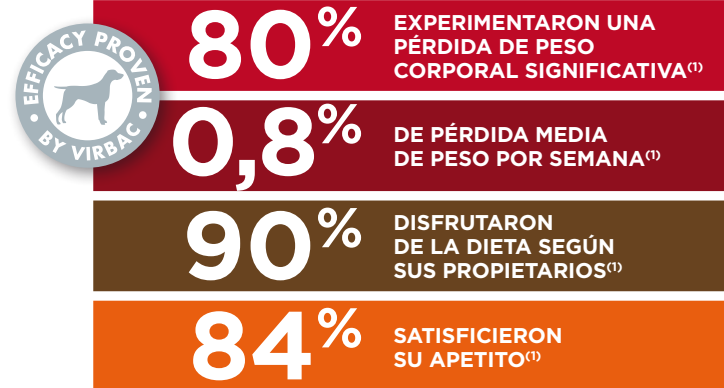 EFFICACY PROVEN
BY VIRBAC
80%
EXPERIMENTARON UNA
PÉRDIDA DE PESO
CORPORAL SIGNIFICATIVA(1)
0,8%
DE PÉRDIDA MEDIA
DE PESO POR SEMANA(1)
90%
DISFRUTARON
DE LA DIETA SEGÚN
SUS PROPIETARIOS(1)
84%
SATISFICIERON
SU APETITO(1)